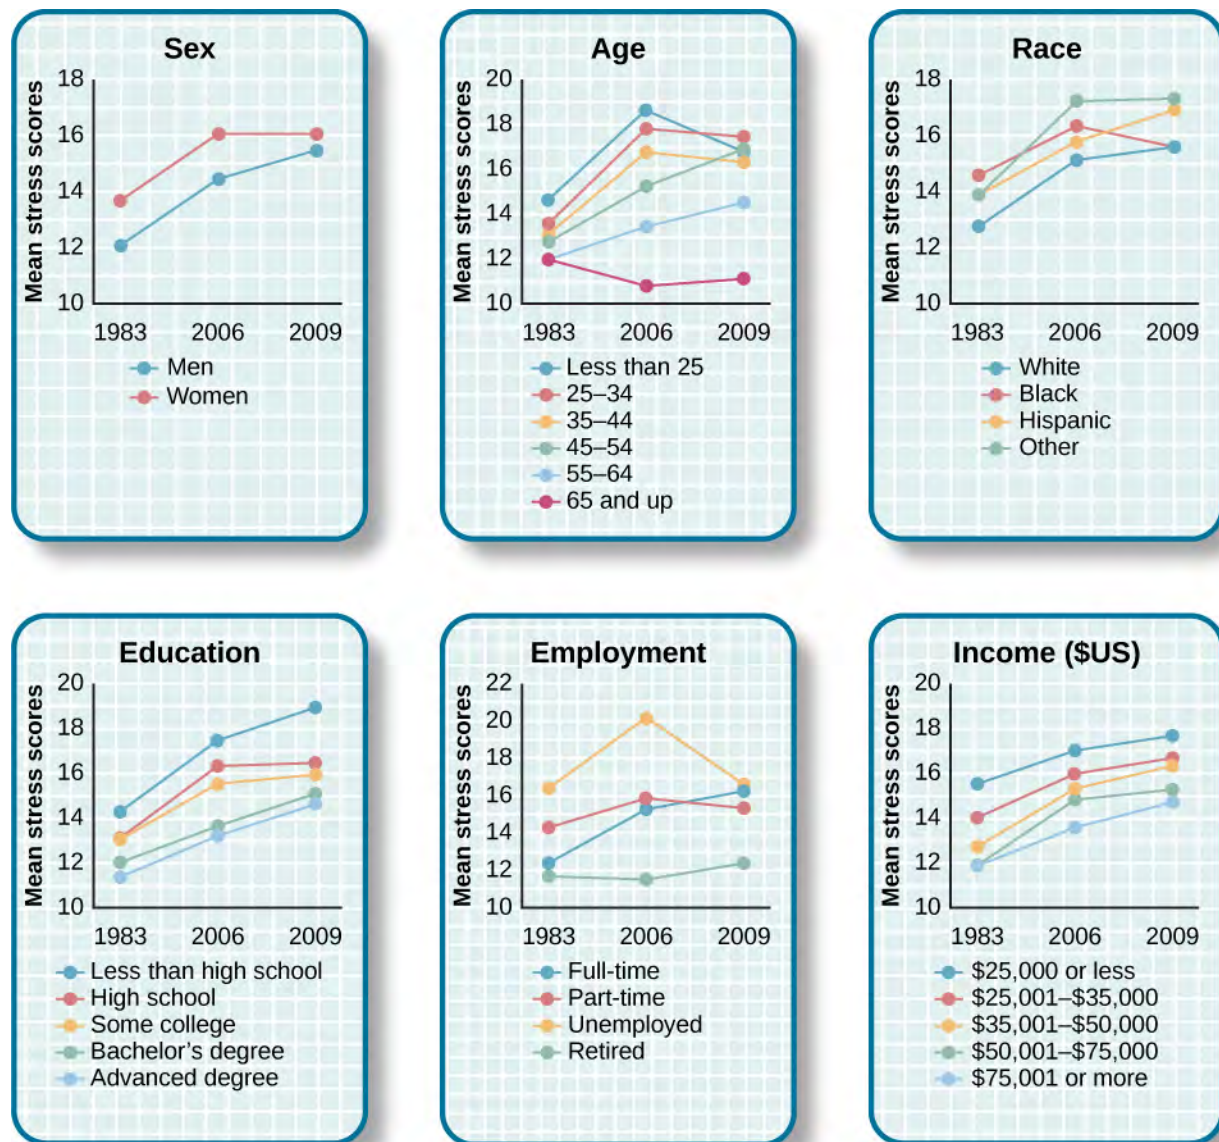 Sex
Mean stress scores
18
16
14
12
10
1983 2006 2009
Men
Women
Age
Mean stress scores
20
18
16
14
12
10
1983 2006 2009
Less than 25
25–34
35–44
45–54
55–64
65 and up
Race
Mean stress scores
18
16
14
12
10
1983 2006 2009
White
Black
Hispanic
Other
Education
Mean stress scores
20
18
16
14
12
10
1983 2006 2009
Less than high school
High school
Some college
Bachelor's degree
Advanced degree
Employment
Mean stress scores
22
20
18
16
14
12
10
1983 2006 2009
Full-time
Part-time
Unemployed
Retired
Income ($US)
Mean stress scores
20
18
16
14
12
10
1983 2006 2009
$25,000 or less
$25,001–$35,000
$35,001–$50,000
$50,001–$75,000
$75,001 or more